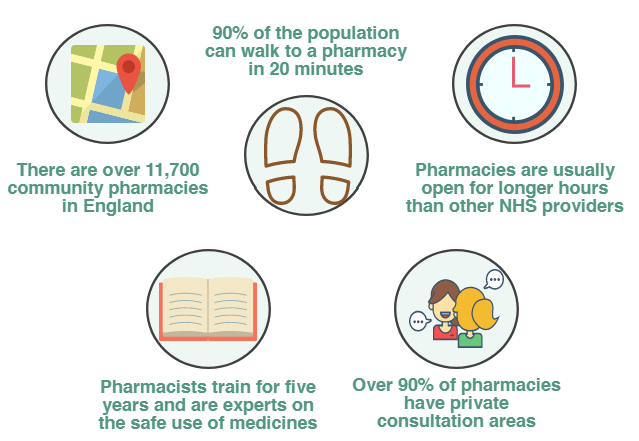 90% of the population
can walk to a pharmacy
in 20 minutes
There are over 11,700
community pharmacies
in England
Pharmacies are usually
open for longer hours
than other NHS providers
Pharmacists train for five
years and are experts on
the safe use of medicines
Over 90% of pharmacies
have private
consultation areas